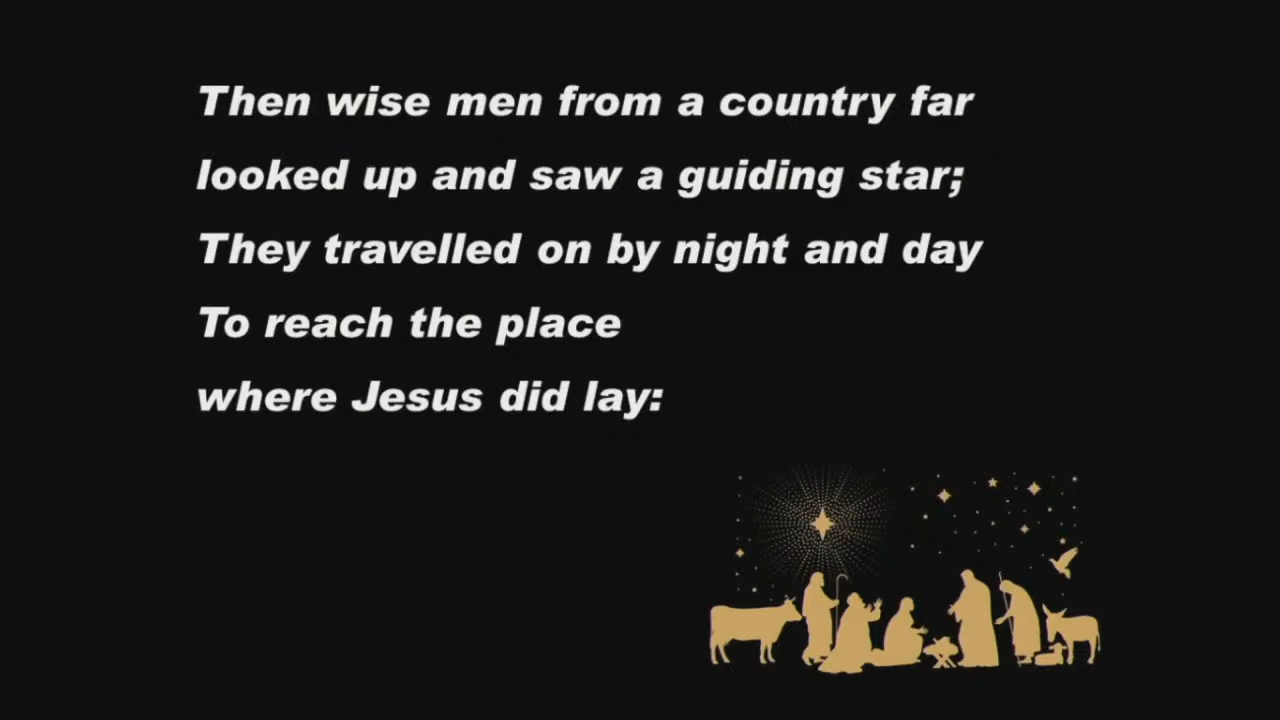 Then wise men from a country far
looked up and saw a guiding star;
They travelled on by night and day
To reach the place
where Jesus did lay: